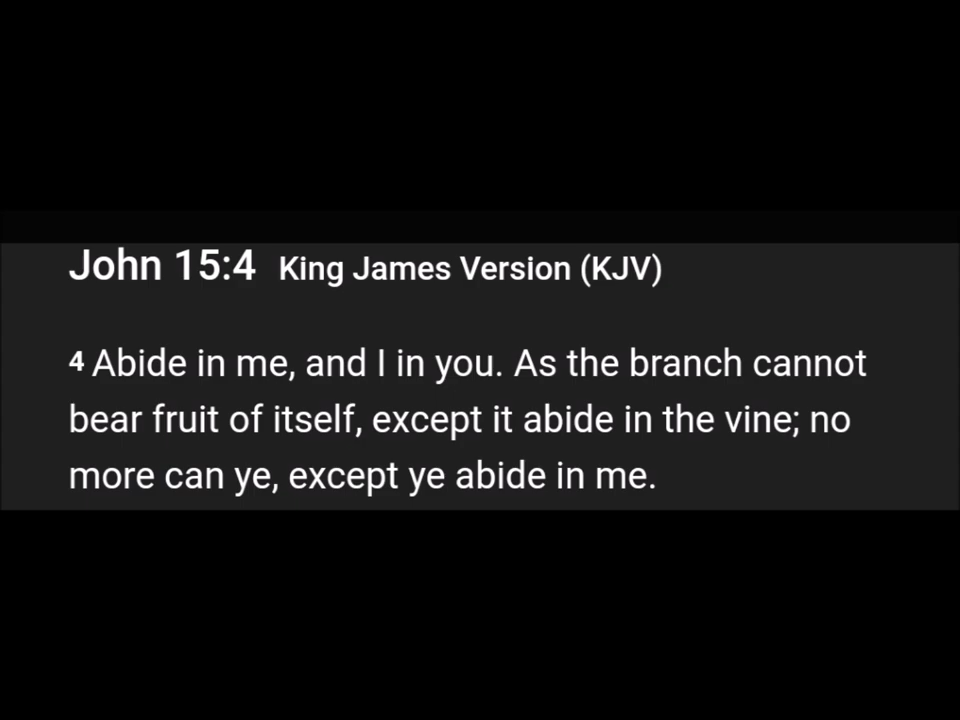 John 15:4 King James Version (KJV)
4 Abide in me, and I in you. As the branch cannot
bear fruit of itself, except it abide in the vine; no
more can ye, except ye abide in me.